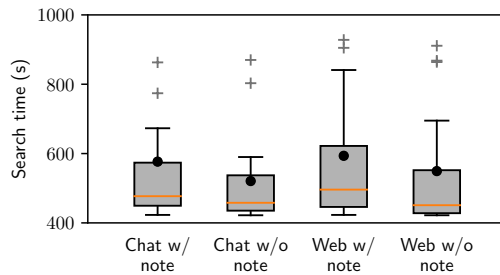 1000
800
600
400
Search time (s)
Chat w/
note
Chat w/o
note
Web w/
note
Web w/o
note